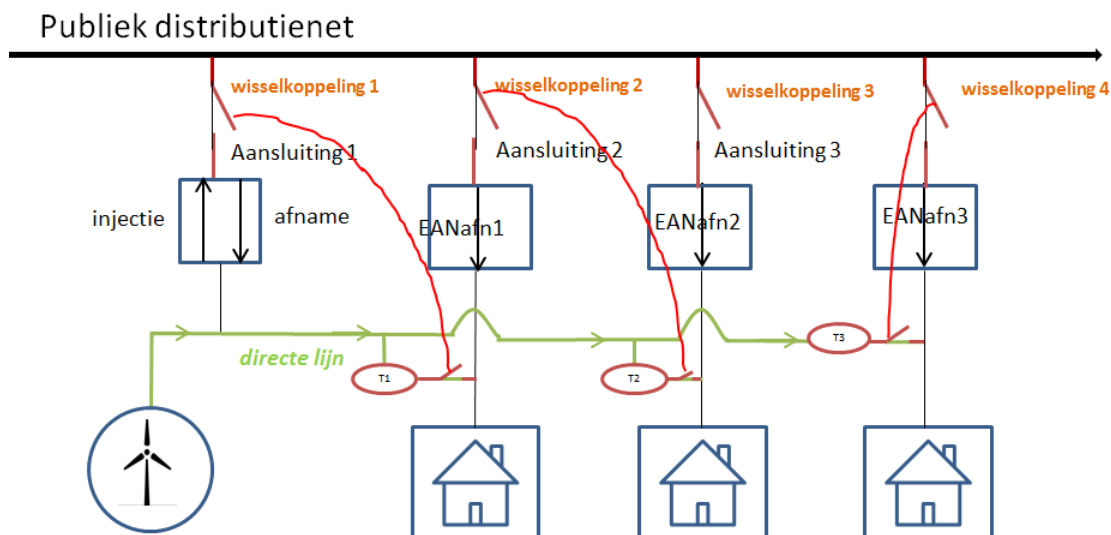 Publiek distributienet
wisselkoppeling 1
wisselkoppeling 2
wisselkoppeling 3
wisselkoppeling 4
Aansluiting 1
Aansluiting 2
Aansluiting 3
injectie
afname
EANafn1
EANafn2
EANafn3
directe lijn
T1
T2
T3